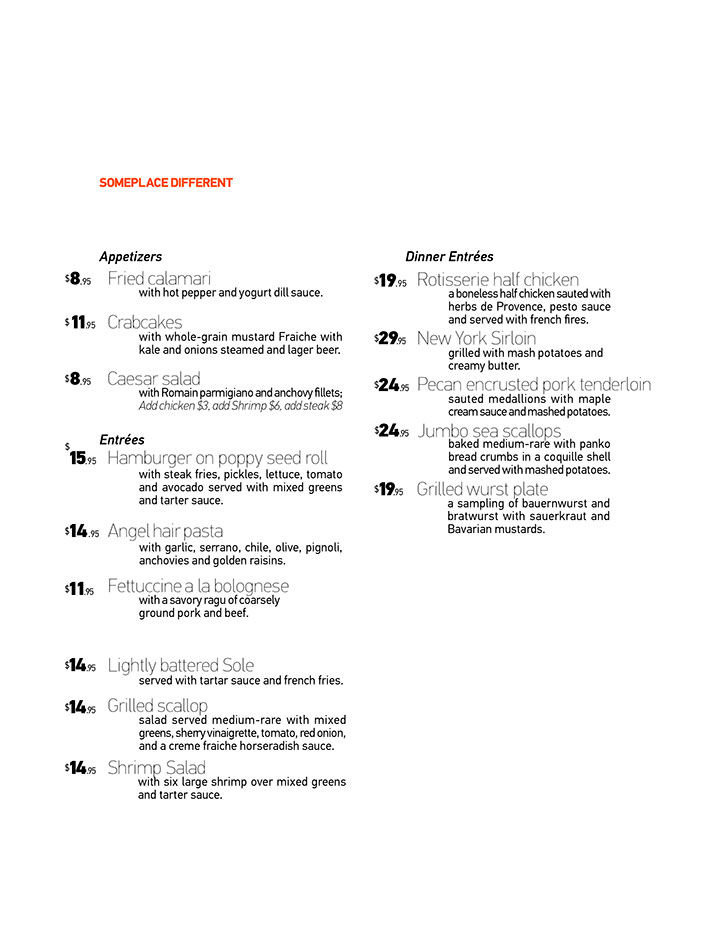 SOMEPLACE DIFFERENT
Appetizers
$8.95 Fried calamari
with hot pepper and yogurt dill sauce.
$11.95 Crabcakes
with whole-grain mustard Fraiche with
kale and onions steamed and lager beer.
$8.95 Caesar salad
with Romain parmigiano and anchovy fillets;
Add chicken $3, add Shrimp $6, add steak $8
Entrées
$15.95 Hamburger on poppy seed roll
with steak fries, pickles, lettuce, tomato
and avocado served with mixed greens
and tarter sauce.
$14.95 Angel hair pasta
with garlic, serrano, chile, olive, pignoli,
anchovies and golden raisins.
$11.95 Fettuccine a la bolognese
with a savory ragu of coarsely
ground pork and beef.
$14.95 Lightly battered Sole
served with tartar sauce and french fries.
$14.95 Grilled scallop
salad served medium-rare with mixed
greens, sherry vinaigrette, tomato, red onion,
and a creme fraiche horseradish sauce.
$14.95 Shrimp Salad
with six large shrimp over mixed greens
and tarter sauce.
Dinner Entrées
$19.95 Rotisserie half chicken
a boneless half chicken sauted with
herbs de Provence, pesto sauce
and served with french fires.
$29.95 New York Sirloin
grilled with mash potatoes and
creamy butter.
$24.95 Pecan encrusted pork tenderloin
sauted medallions with maple
cream sauce and mashed potatoes.
$24.95 Jumbo sea scallops
baked medium-rare with panko
bread crumbs in a coquille shell
and served with mashed potatoes.
$19.95 Grilled wurst plate
a sampling of bauernwurst and
bratwurst with sauerkraut and
Bavarian mustards.